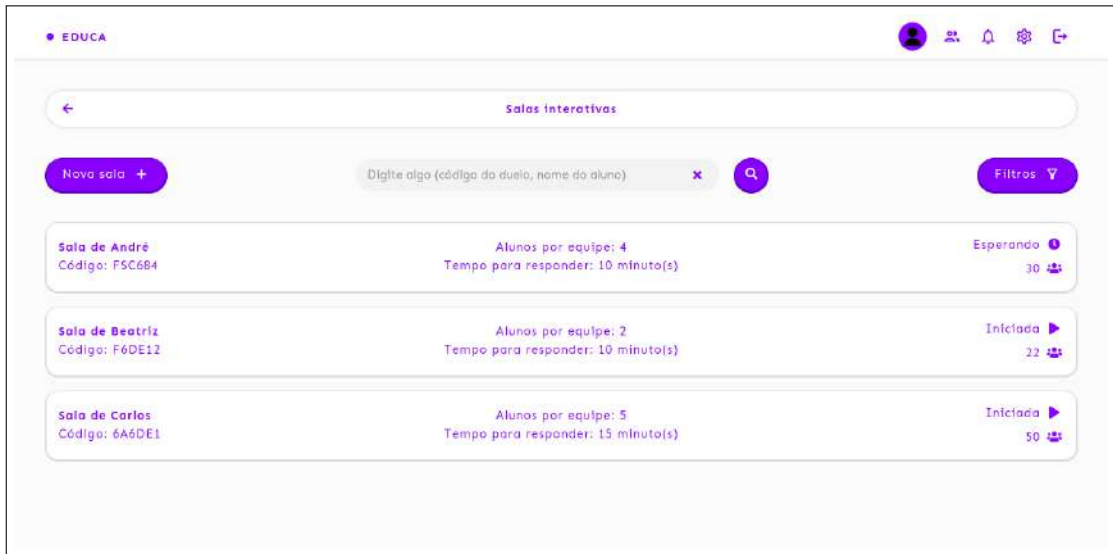 EDUCA
Salas interativas
Nova sala +
Digite algo (código do duelo, nome do aluno)
Filtros
Sala de André
Código: FSC684
Alunos por equipe: 4
Tempo para responder: 10 minuto(s)
Esperando
30
Sala de Beatriz
Código: F6DE12
Alunos por equipe: 2
Tempo para responder: 10 minuto(s)
Iniciada
22
Sala de Carlos
Código: 6A6DE1
Alunos por equipe: 5
Tempo para responder: 15 minuto(s)
Iniciada
50